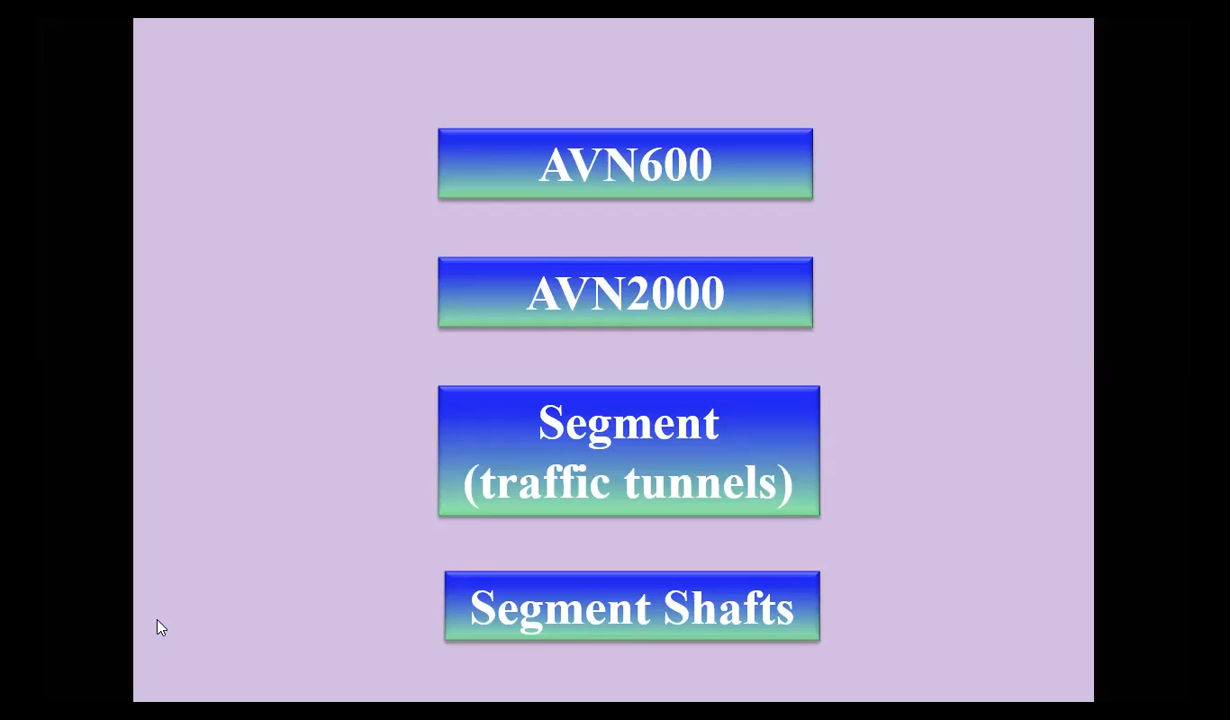 AVN600
AVN2000
Segment
(traffic tunnels)
Segment Shafts